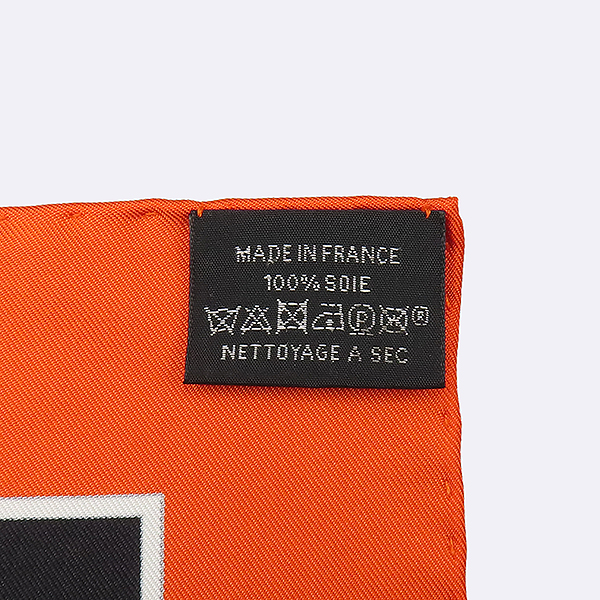 MADE IN FRANCE
100% SOIE
P ®
NETTOYAGE A SEC